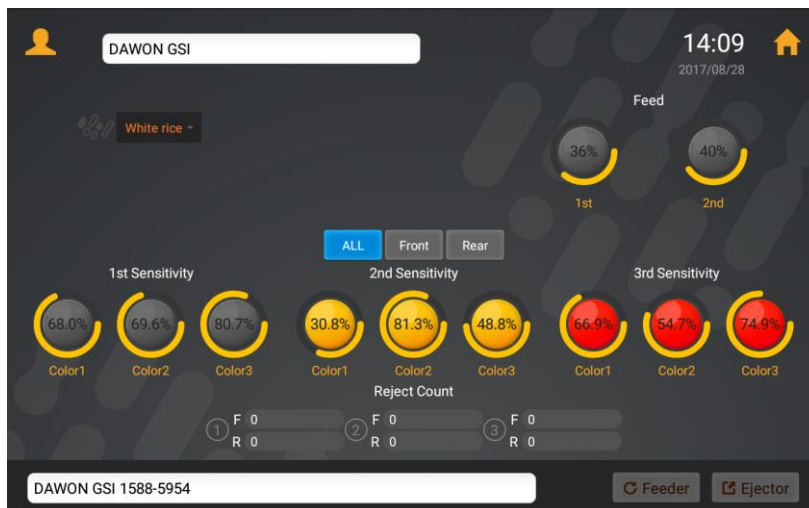 DAWON GSI
14:09
2017/08/28
White rice
Feed
36% 40%
1st 2nd
ALL Front Rear
1st Sensitivity 2nd Sensitivity 3rd Sensitivity
68.0% 69.6% 80.7% 30.8% 81.3% 48.8% 66.9% 54.7% 74.9%
Color1 Color2 Color3 Color1 Color2 Color3 Color1 Color2 Color3
Reject Count
1 F 0 2 F 0 3 F 0
R 0 R 0 R 0
DAWON GSI 1588-5954 Feeder Ejector